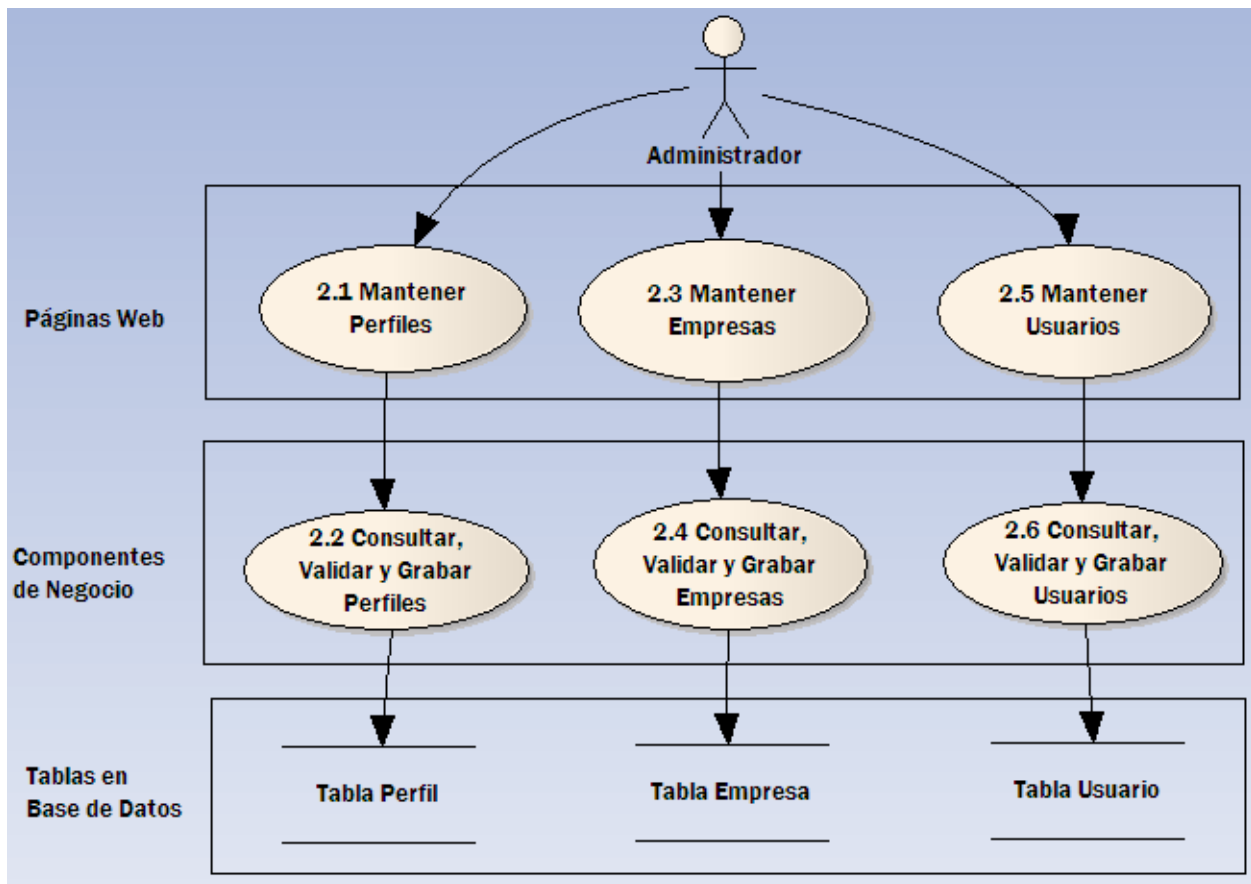 Administrador
Páginas Web
2.1 Mantener
Perfiles
2.3 Mantener
Empresas
2.5 Mantener
Usuarios
Componentes
de Negocio
2.2 Consultar,
Validar y Grabar
Perfiles
2.4 Consultar,
Validar y Grabar
Empresas
2.6 Consultar,
Validar y Grabar
Usuarios
Tablas en
Base de Datos
Tabla Perfil
Tabla Empresa
Tabla Usuario